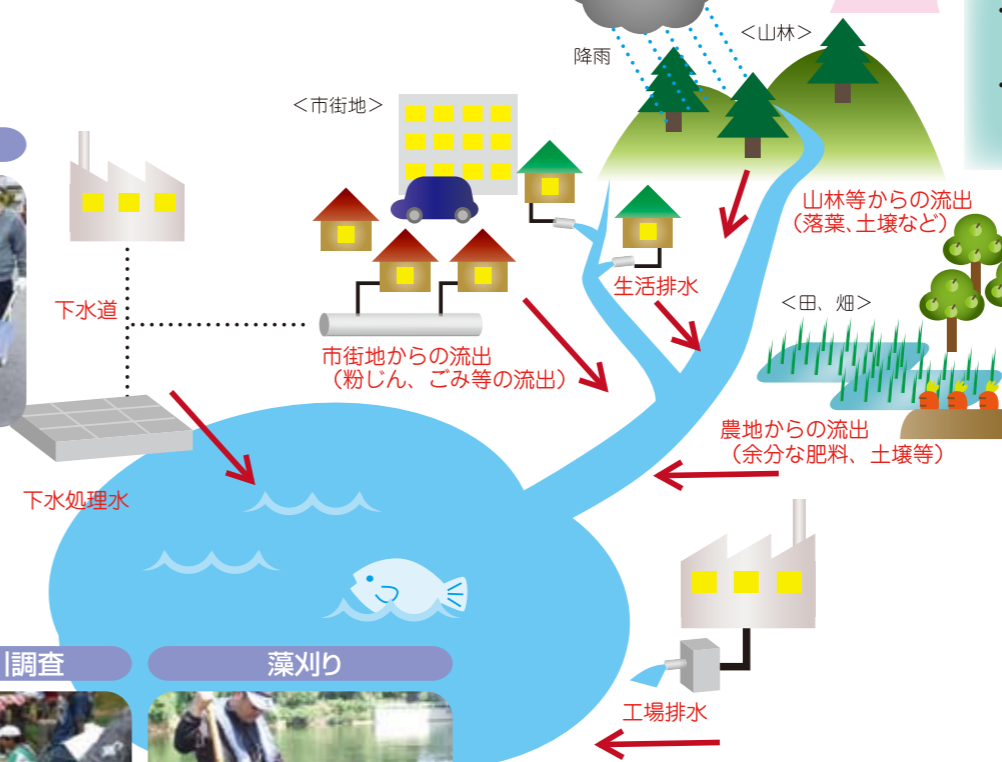 ＜山林＞
降雨
＜市街地＞
山林等からの流出
（落葉、土壌など）
生活排水
＜田、畑＞
下水道
市街地からの流出
（粉じん、ごみ等の流出）
農地からの流出
（余分な肥料、土壌等）
下水処理水
調査
藻刈り
工場排水